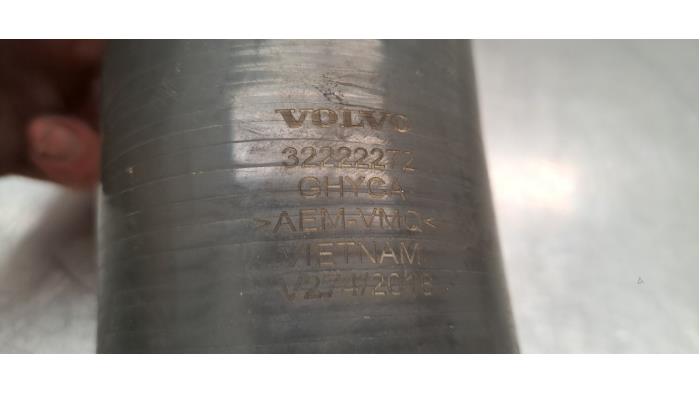 VOLVO
32222272
GHYCA
>AEM-VMQ<
VIETNAM